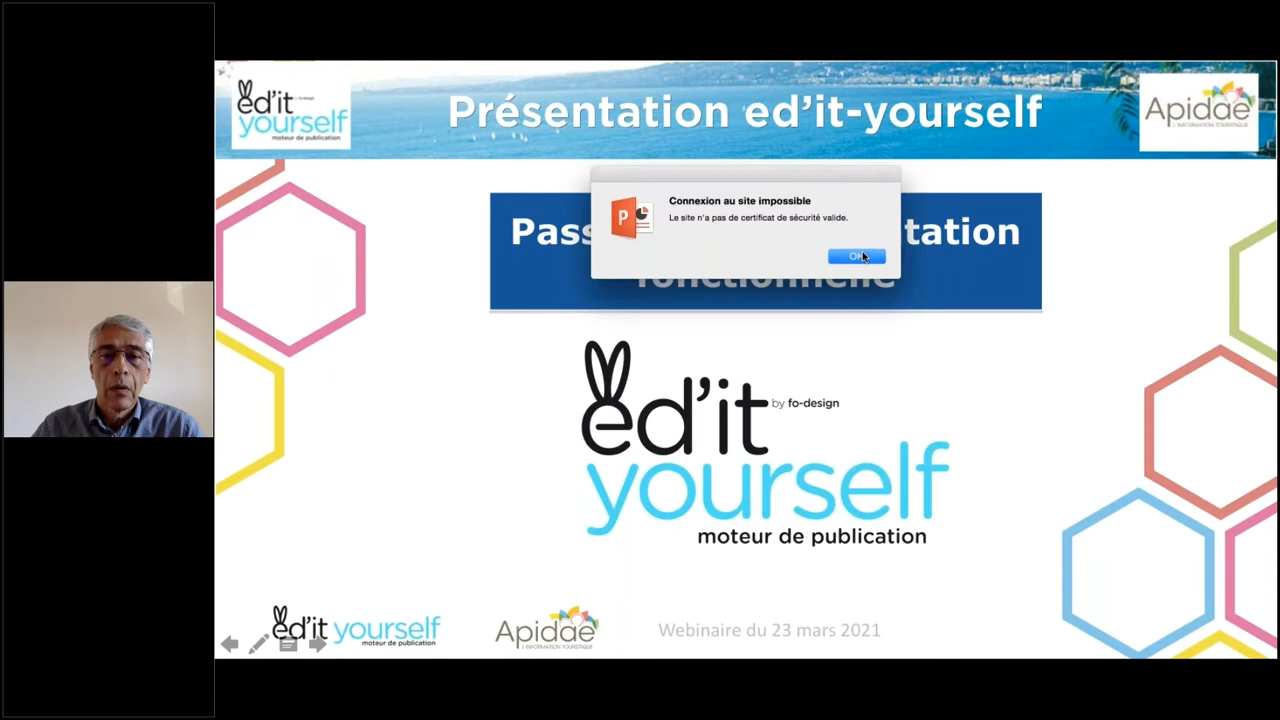 ed'it
yourself
moteur de publication
Présentation ed'it-yourself
Apidae
L'INFORMATION TOURISTIQUE
Connexion au site impossible
Le site n'a pas de certificat de sécurité valide.
OK
Pass
tation
fonctionnelle
ed'it by fo-design
yourself
moteur de publication
ed'it yourself
moteur de publication
Apidae
L'INFORMATION TOURISTIQUE
Webinaire du 23 mars 2021